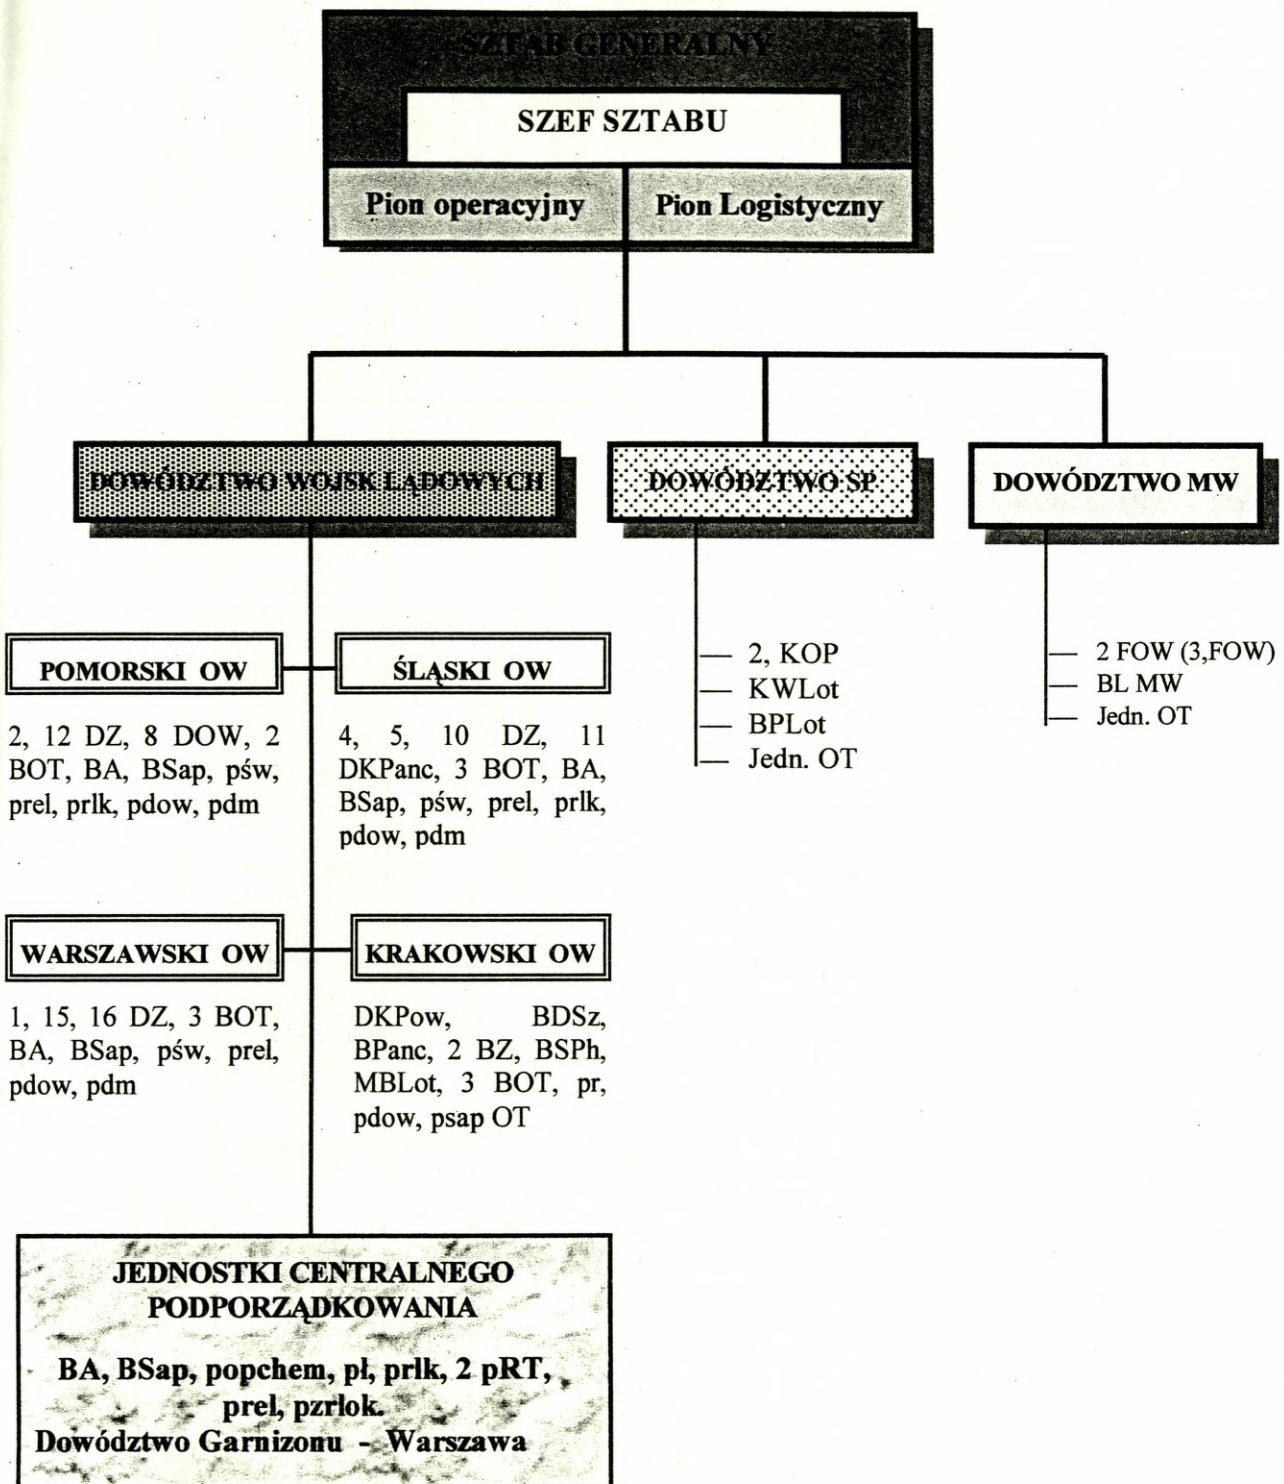 SZTAB GENERALNY
SZEF SZTABU
Pion operacyjny
Pion Logistyczny
DOWÓDZTWO WOJSK LĄDOWYCH
DOWÓDZTWO SP
DOWÓDZTWO MW
2, KOP
KWLot
BPLot
Jedn. OT
2 FOW (3,FOW)
BL MW
Jedn. OT
POMORSKI OW
2, 12 DZ, 8 DOW, 2
BOT, BA, BSap, pśw,
prel, prlk, pdow, pdm
ŚLĄSKI OW
4, 5, 10 DZ, 11
DKPanc, 3 BOT, BA,
BSap, pśw, prel, prlk,
pdow, pdm
WARSZAWSKI OW
1, 15, 16 DZ, 3 BOT,
BA, BSap, pśw, prel,
pdow, pdm
KRAKOWSKI OW
DKPow, BDSz,
BPanc, 2 BZ, BSPh,
MBLot, 3 BOT, pr,
pdow, psap OT
JEDNOSTKI CENTRALNEGO
PODPORZĄDKOWANIA
BA, BSap, popchem, pł, prlk, 2 pRT,
prel, pzrlok.
Dowództwo Garnizonu - Warszawa